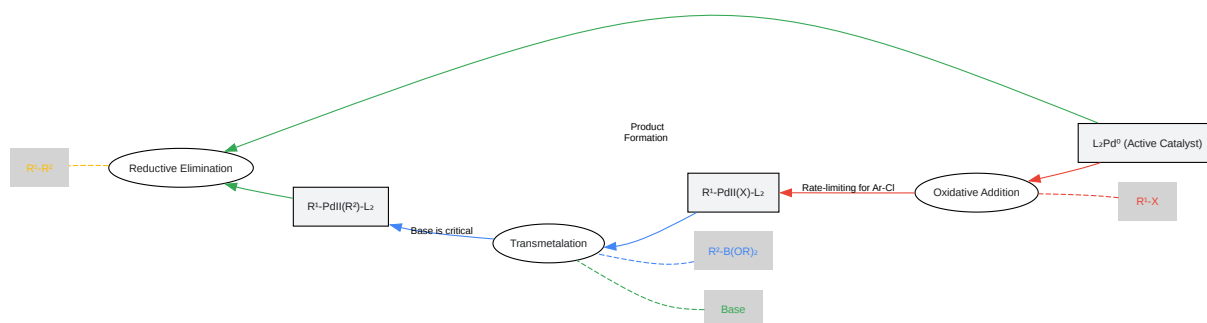 Product
Formation
L₂Pd⁰ (Active Catalyst)
R¹-R²
Reductive Elimination
R¹-PdII(R²)-L₂
Base is critical
Transmetalation
R¹-PdII(X)-L₂
Rate-limiting for Ar-Cl
Oxidative Addition
R¹-X
R²-B(OR)₂
Base